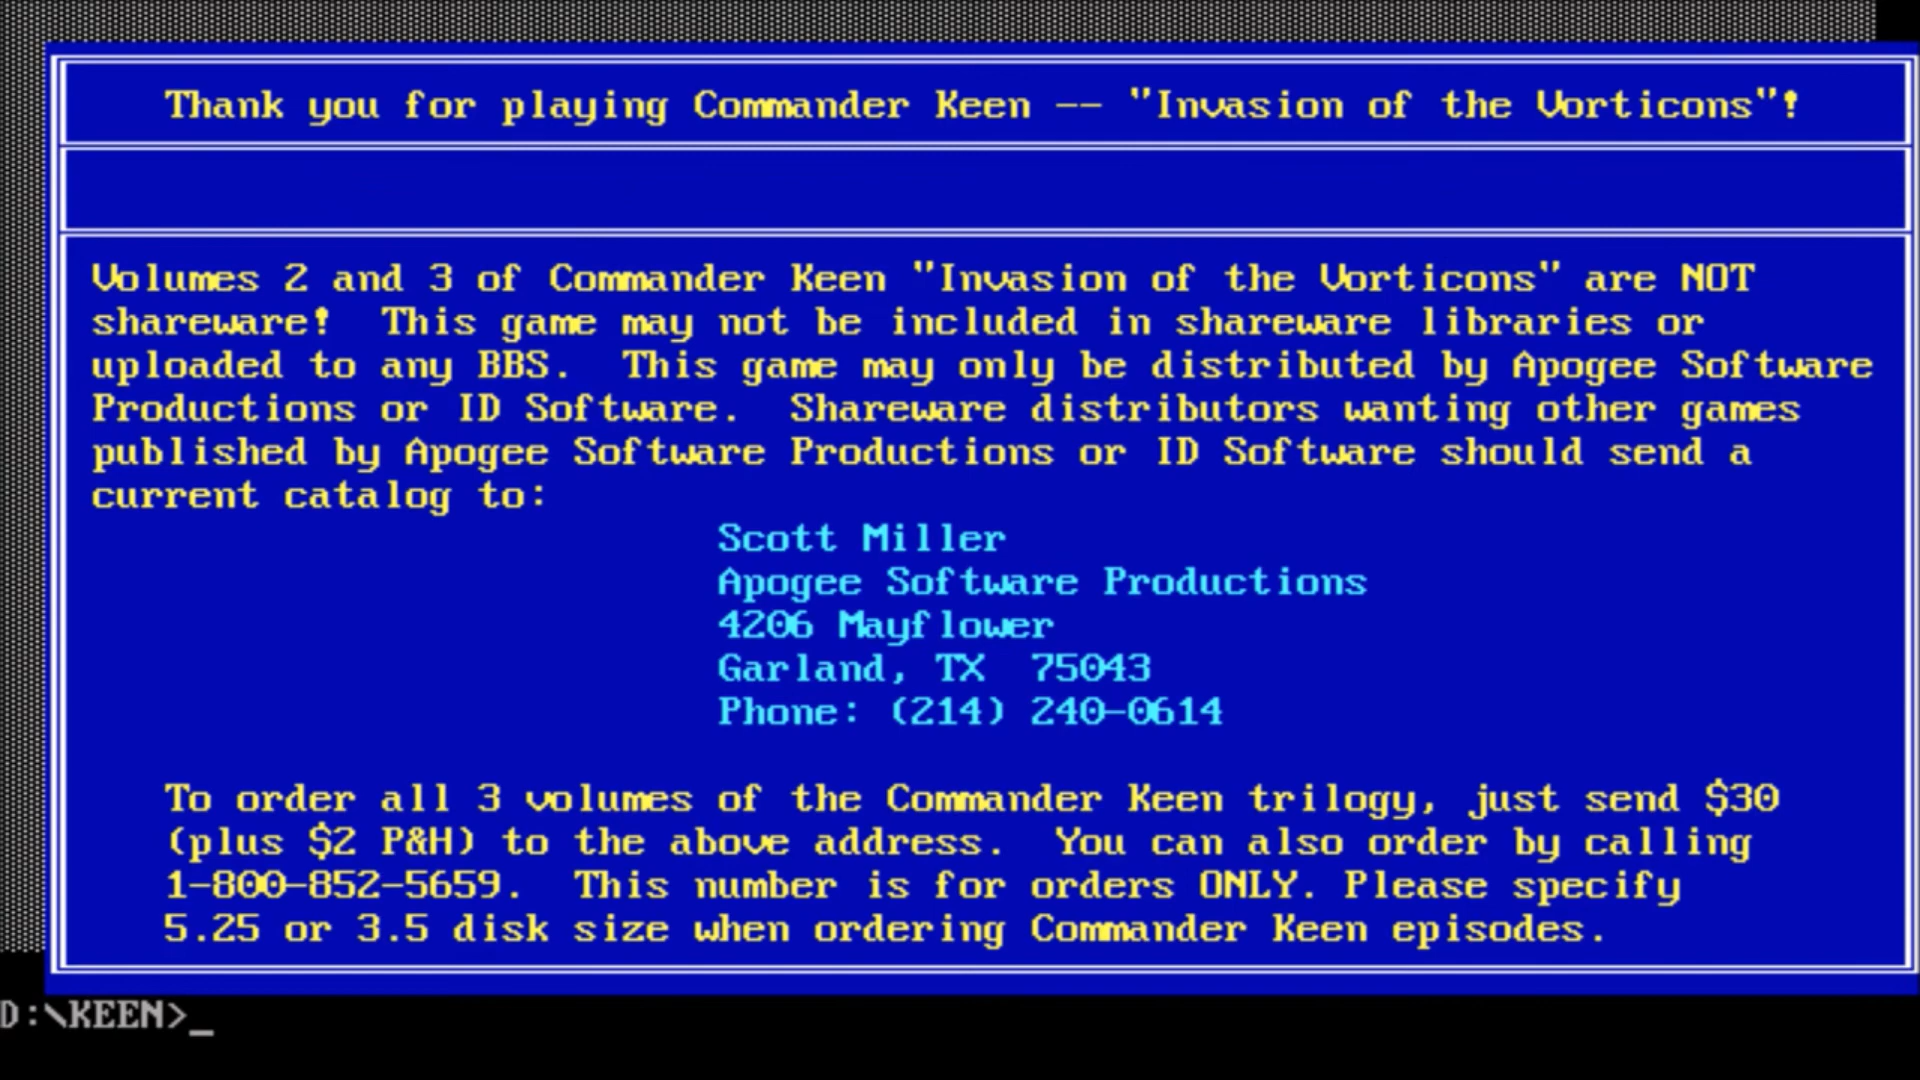 Thank you for playing Commander Keen -- "Invasion of the Vorticons"!
Volumes 2 and 3 of Commander Keen "Invasion of the Vorticons" are NOT
shareware!  This game may not be included in shareware libraries or
uploaded to any BBS.  This game may only be distributed by Apogee Software
Productions or ID Software.  Shareware distributors wanting other games
published by Apogee Software Productions or ID Software should send a
current catalog to:
Scott Miller
Apogee Software Productions
4206 Mayflower
Garland, TX  75043
Phone: (214) 240-0614
To order all 3 volumes of the Commander Keen trilogy, just send $30
(plus $2 P&H) to the above address.  You can also order by calling
1-800-852-5659.  This number is for orders ONLY. Please specify
5.25 or 3.5 disk size when ordering Commander Keen episodes.
D:\KEEN>_